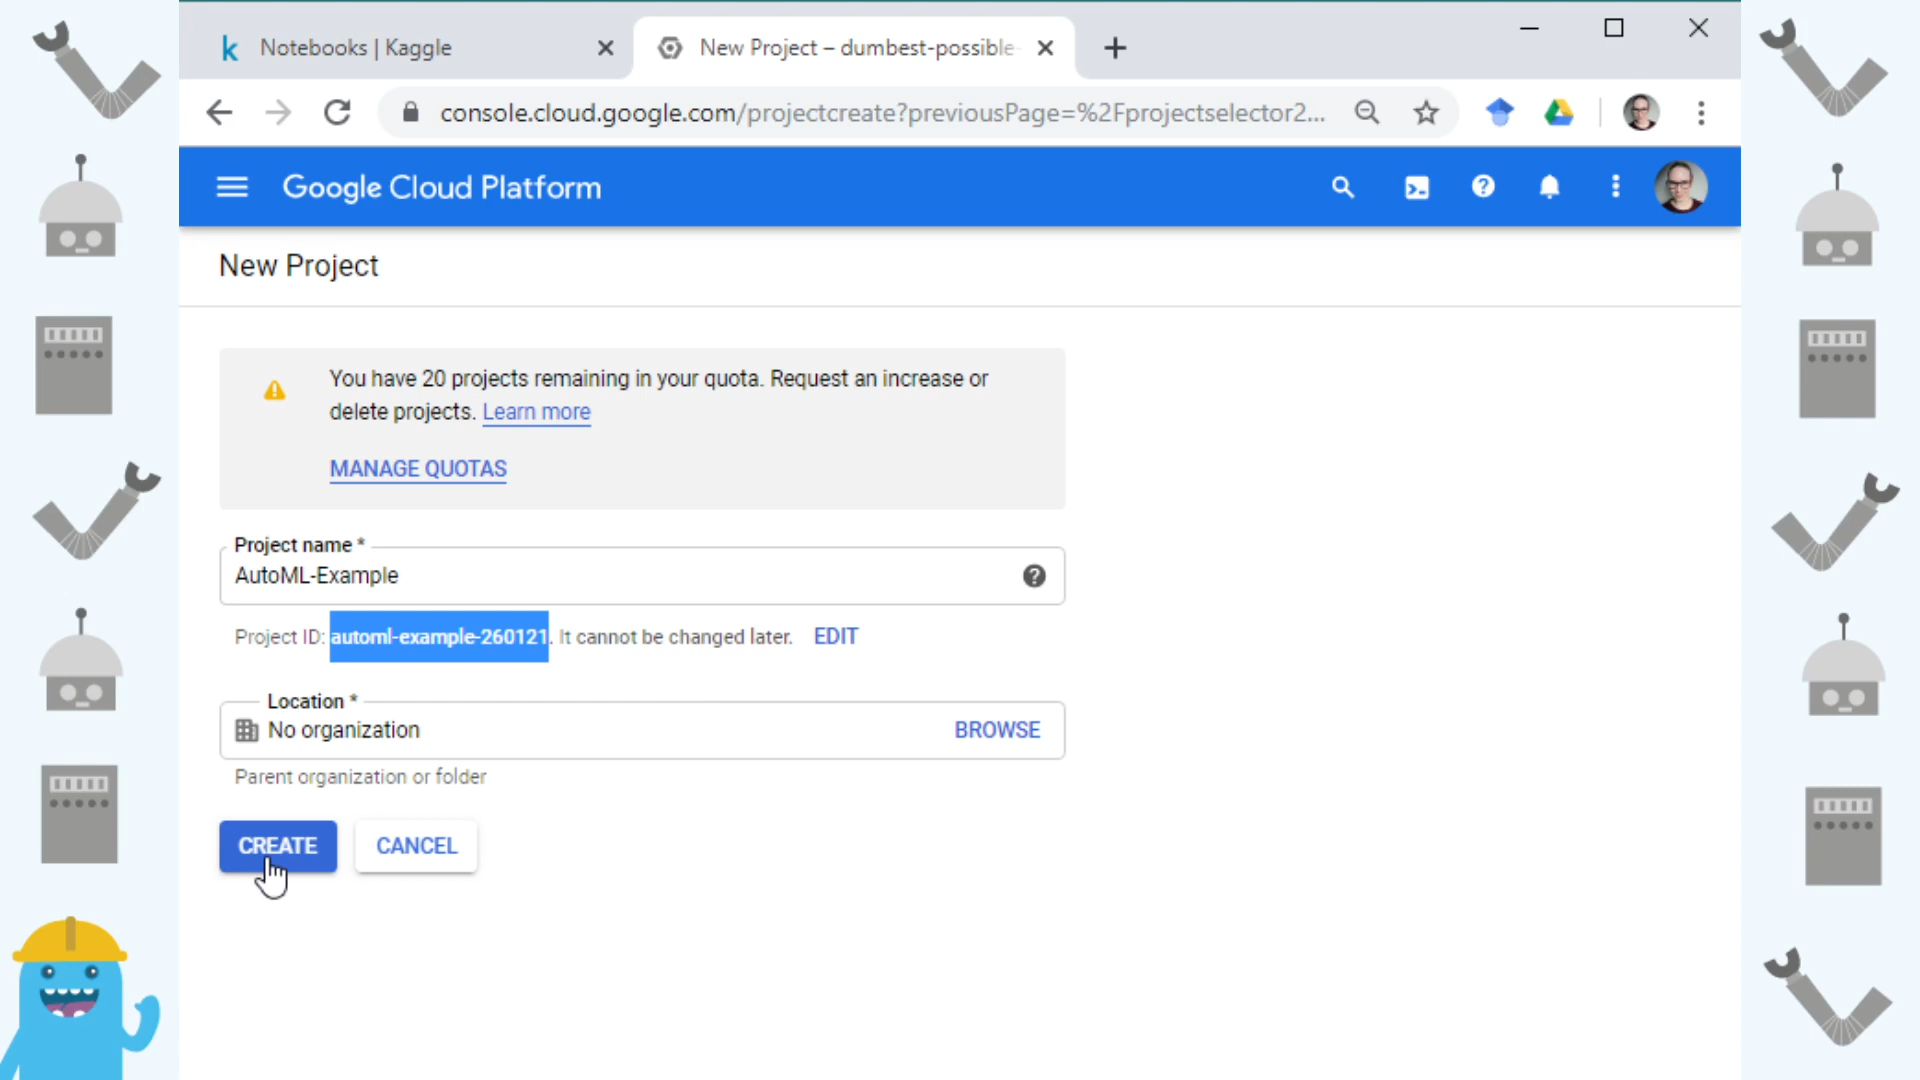 Notebooks | Kaggle
New Project – dumbest-possible-
console.cloud.google.com/projectcreate?previousPage=%2Fprojectselector2...
Google Cloud Platform
New Project
You have 20 projects remaining in your quota. Request an increase or
delete projects. Learn more
MANAGE QUOTAS
Project name *
AutoML-Example
Project ID: automl-example-260121. It cannot be changed later. EDIT
Location *
No organization BROWSE
Parent organization or folder
CREATE CANCEL